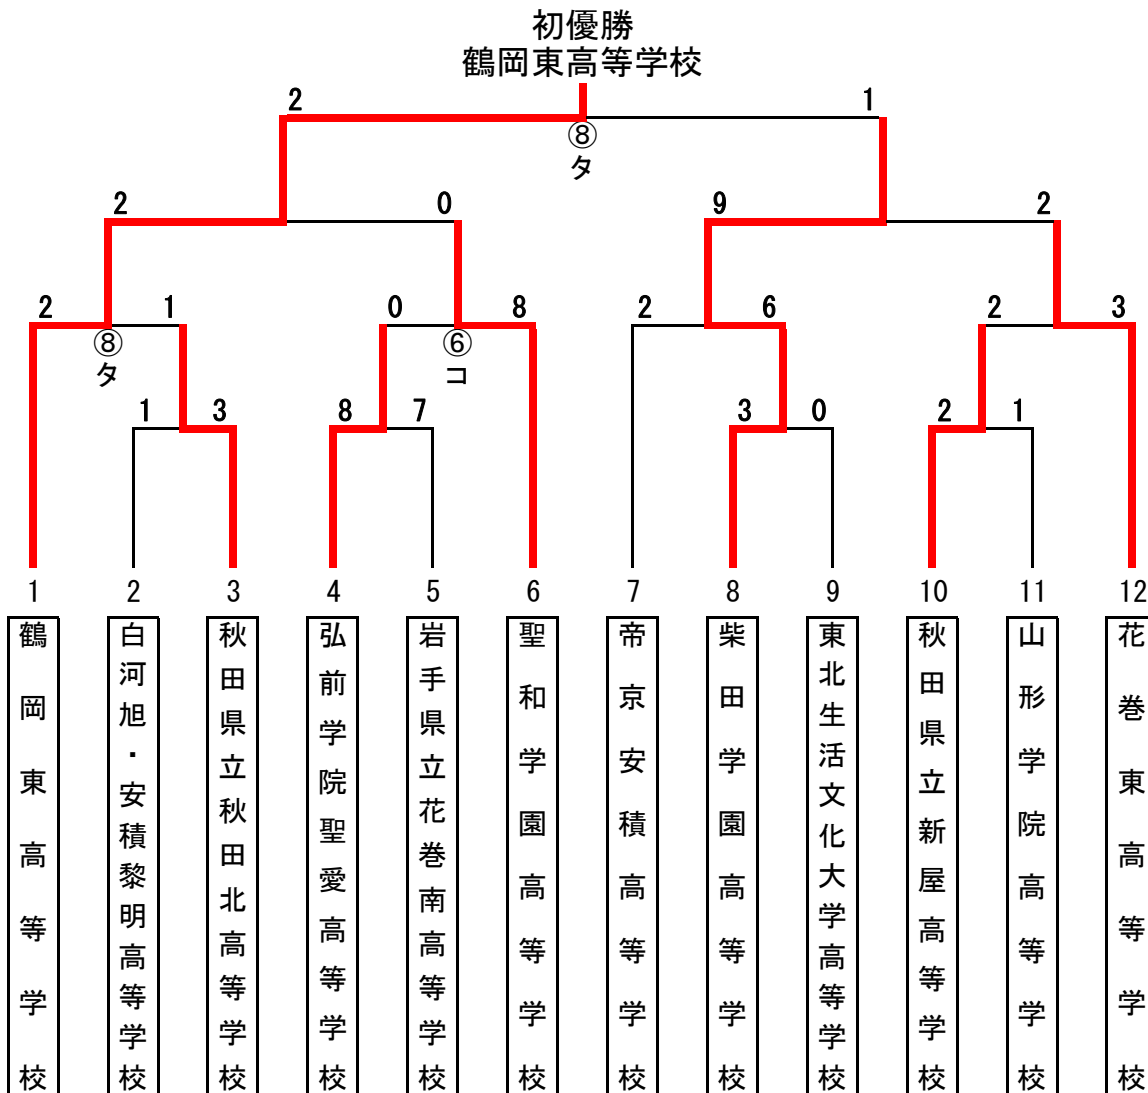 初優勝
鶴岡東高等学校
2 1
⑧
タ
2 0 9 2
2 1 0 8 2 6 2 3
⑧ ⑥
タ コ
1 3 8 7 3 0 2 1
1 2 3 4 5 6 7 8 9 10 11 12
鶴岡東高等学校
白河旭・安積黎明高等学校
秋田県立秋田北高等学校
弘前学院聖愛高等学校
岩手県立花巻南高等学校
聖和学園高等学校
帝京安積高等学校
柴田学園高等学校
東北生活文化大学高等学校
秋田県立新屋高等学校
山形学院高等学校
花巻東高等学校